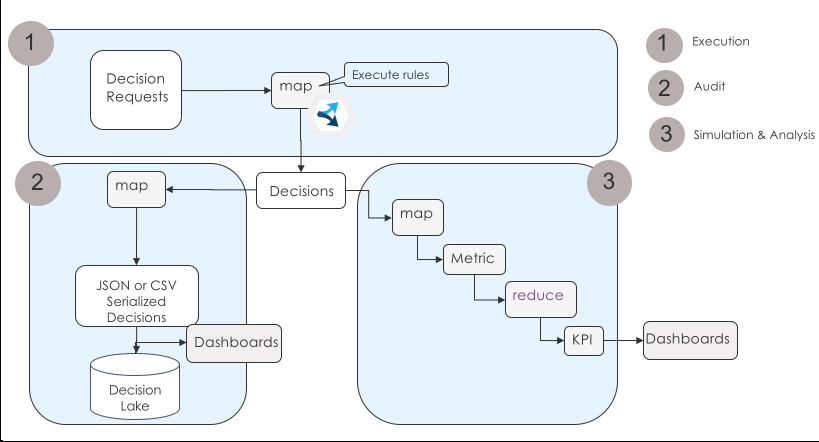 1
Decision
Requests
map
Execute rules
1
Execution
2
Audit
3
Simulation & Analysis
2
map
Decisions
3
map
Metric
reduce
KPI
Dashboards
JSON or CSV
Serialized
Decisions
Dashboards
Decision
Lake